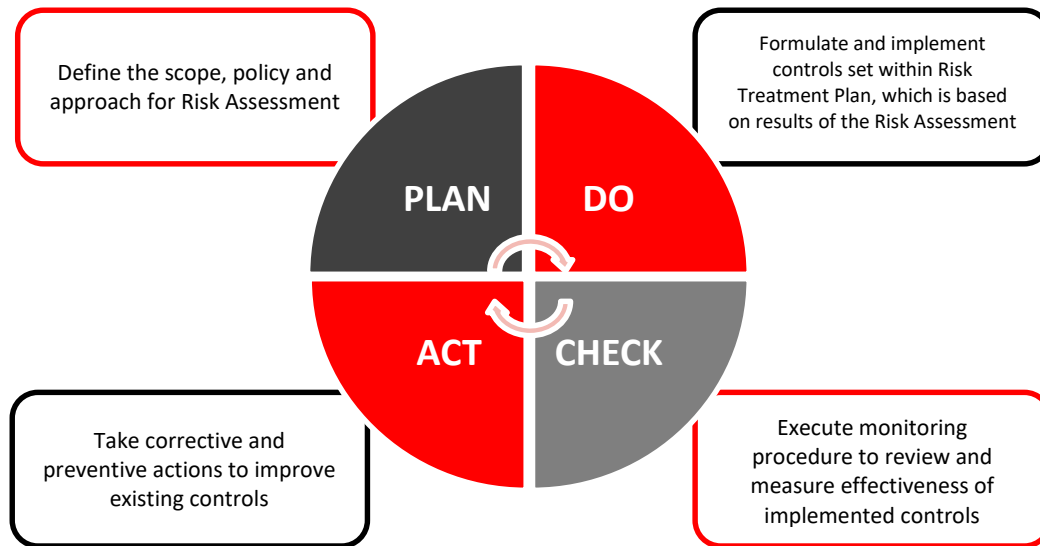 Define the scope, policy and
approach for Risk Assessment
Formulate and implement
controls set within Risk
Treatment Plan, which is based
on results of the Risk Assessment
PLAN
DO
ACT
CHECK
Take corrective and
preventive actions to improve
existing controls
Execute monitoring
procedure to review and
measure effectiveness of
implemented controls